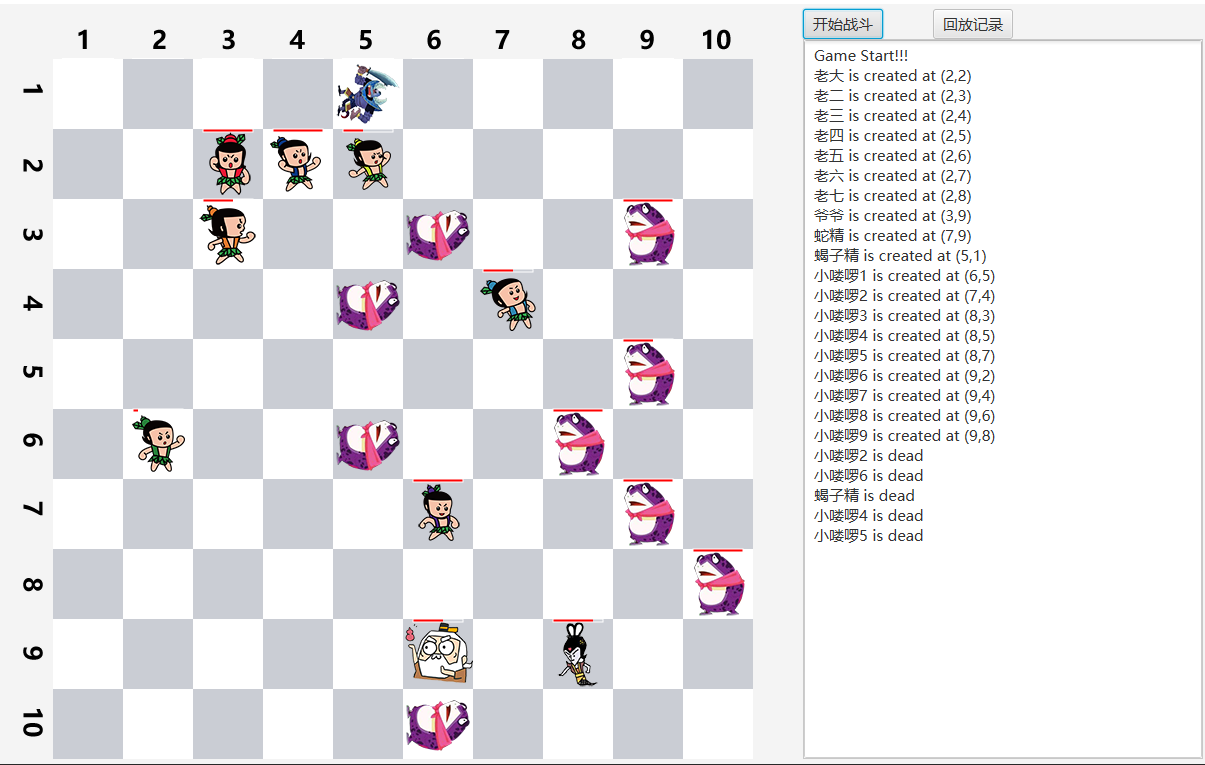 1 2 3 4 5 6 7 8 9 10
1
2
3
4
5
6
7
8
9
10
开始战斗
回放记录
Game Start!!!
老大 is created at (2,2)
老二 is created at (2,3)
老三 is created at (2,4)
老四 is created at (2,5)
老五 is created at (2,6)
老六 is created at (2,7)
老七 is created at (2,8)
爷爷 is created at (3,9)
蛇精 is created at (7,9)
蝎子精 is created at (5,1)
小喽啰1 is created at (6,5)
小喽啰2 is created at (7,4)
小喽啰3 is created at (8,3)
小喽啰4 is created at (8,5)
小喽啰5 is created at (8,7)
小喽啰6 is created at (9,2)
小喽啰7 is created at (9,4)
小喽啰8 is created at (9,6)
小喽啰9 is created at (9,8)
小喽啰2 is dead
小喽啰6 is dead
蝎子精 is dead
小喽啰4 is dead
小喽啰5 is dead